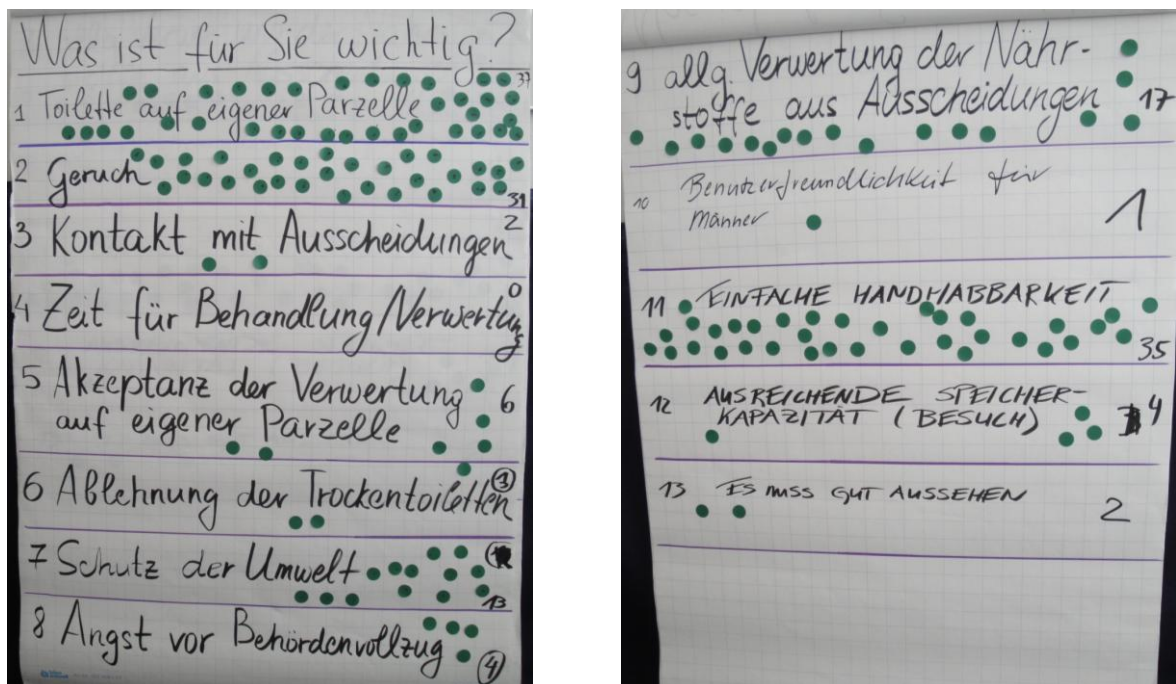 Was ist für Sie wichtig?
37
1 Toilette auf eigener Parzelle
2 Geruch
31
3 Kontakt mit Ausscheidungen 2
4 Zeit für Behandlung/Verwertung 0
5 Akzeptanz der Verwertung
auf eigener Parzelle
6
6 Ablehnung der Trockentoiletten 3
7 Schutz der Umwelt
13
8 Angst vor Behördenvollzug 4
9 allg. Verwertung der Nähr-
stoffe aus Ausscheidungen 17
10 Benutzerfreundlichkeit für
Männer
1
11 EINFACHE HANDHABBARKEIT
35
12 AUSREICHENDE SPEICHER-
KAPAZITÄT (BESUCH) 4
13 ES MUSS GUT AUSSEHEN
2